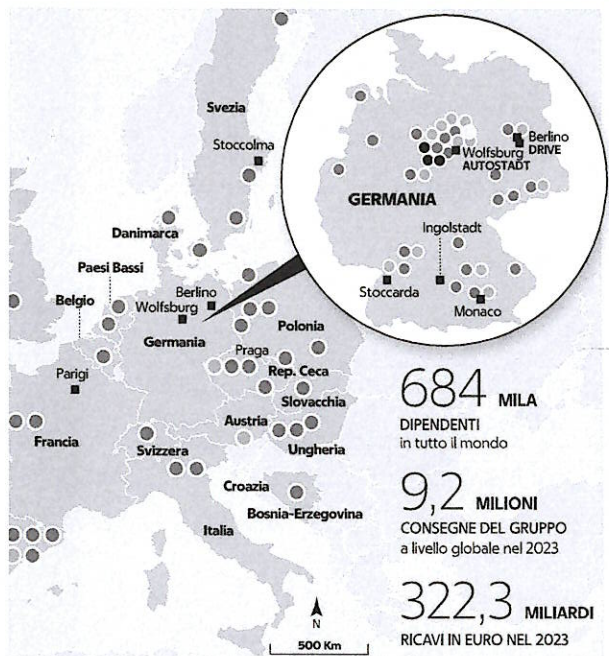 Svezia
Stoccolma
Danimarca
Paesi Bassi
Belgio
Berlino
Wolfsburg
Germania
Polonia
Praga
Rep. Ceca
Parigi
Slovacchia
Austria
Francia
Svizzera
Ungheria
Croazia
Bosnia-Erzegovina
Italia
N
500 Km
Berlino
DRIVE
Wolfsburg
AUTOSTADT
GERMANIA
Ingolstadt
Stoccarda
Monaco
684 MILA
DIPENDENTI
in tutto il mondo
9,2 MILIONI
CONSEGNE DEL GRUPPO
a livello globale nel 2023
322,3 MILIARDI
RICAVI IN EURO NEL 2023